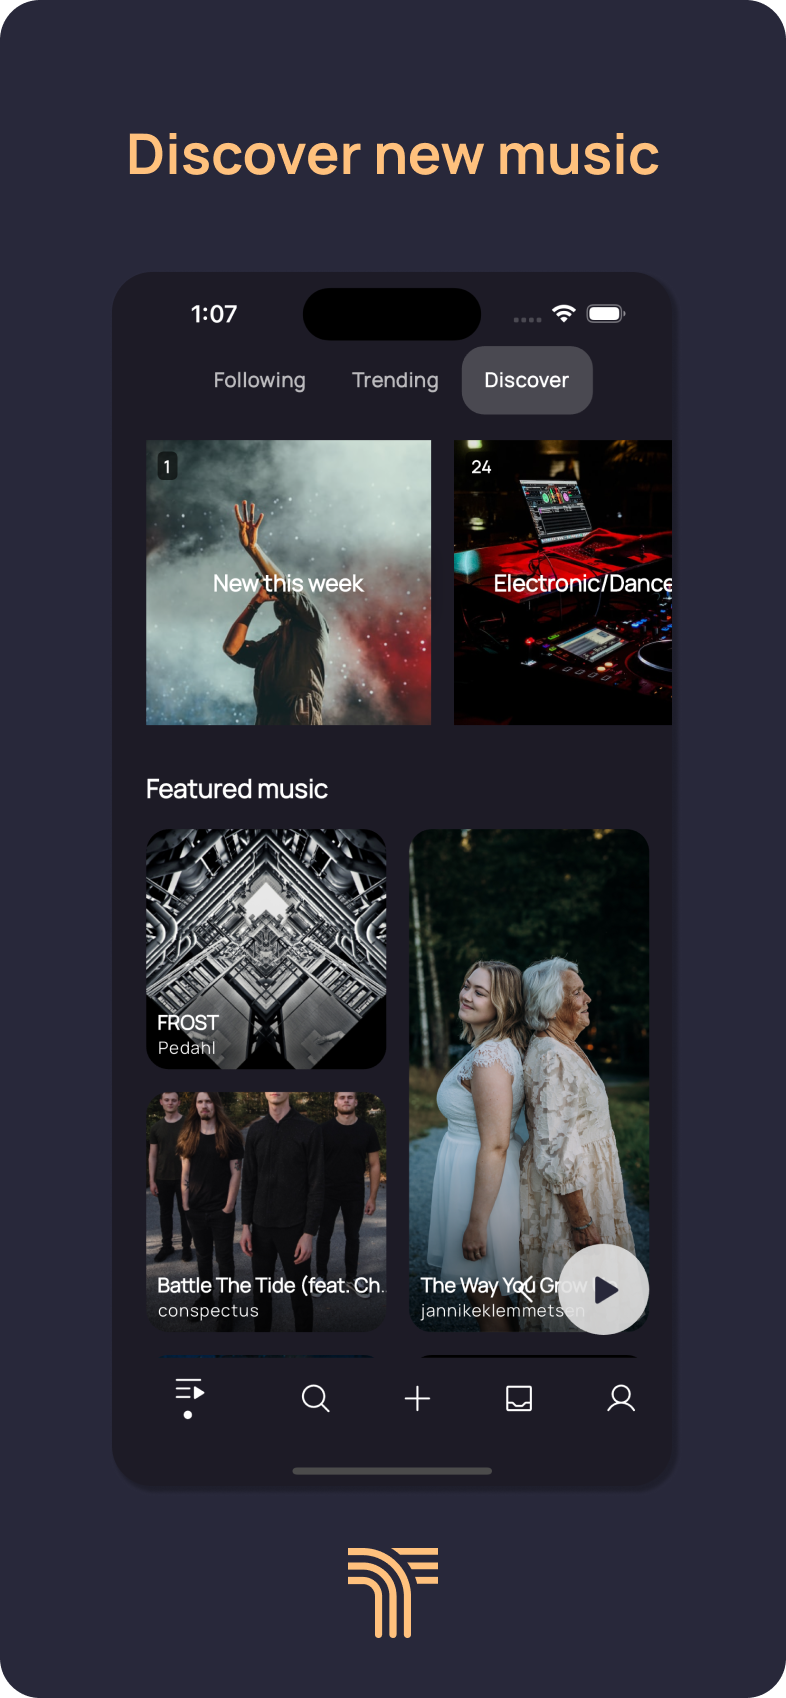 Discover new music
1:07
Following
Trending
Discover
1
New this week
24
Electronic/Dance
Featured music
FROST
Pedahl
Battle The Tide (feat. Ch.
conspectus
The Way You Grow
jannikeklemmetsen